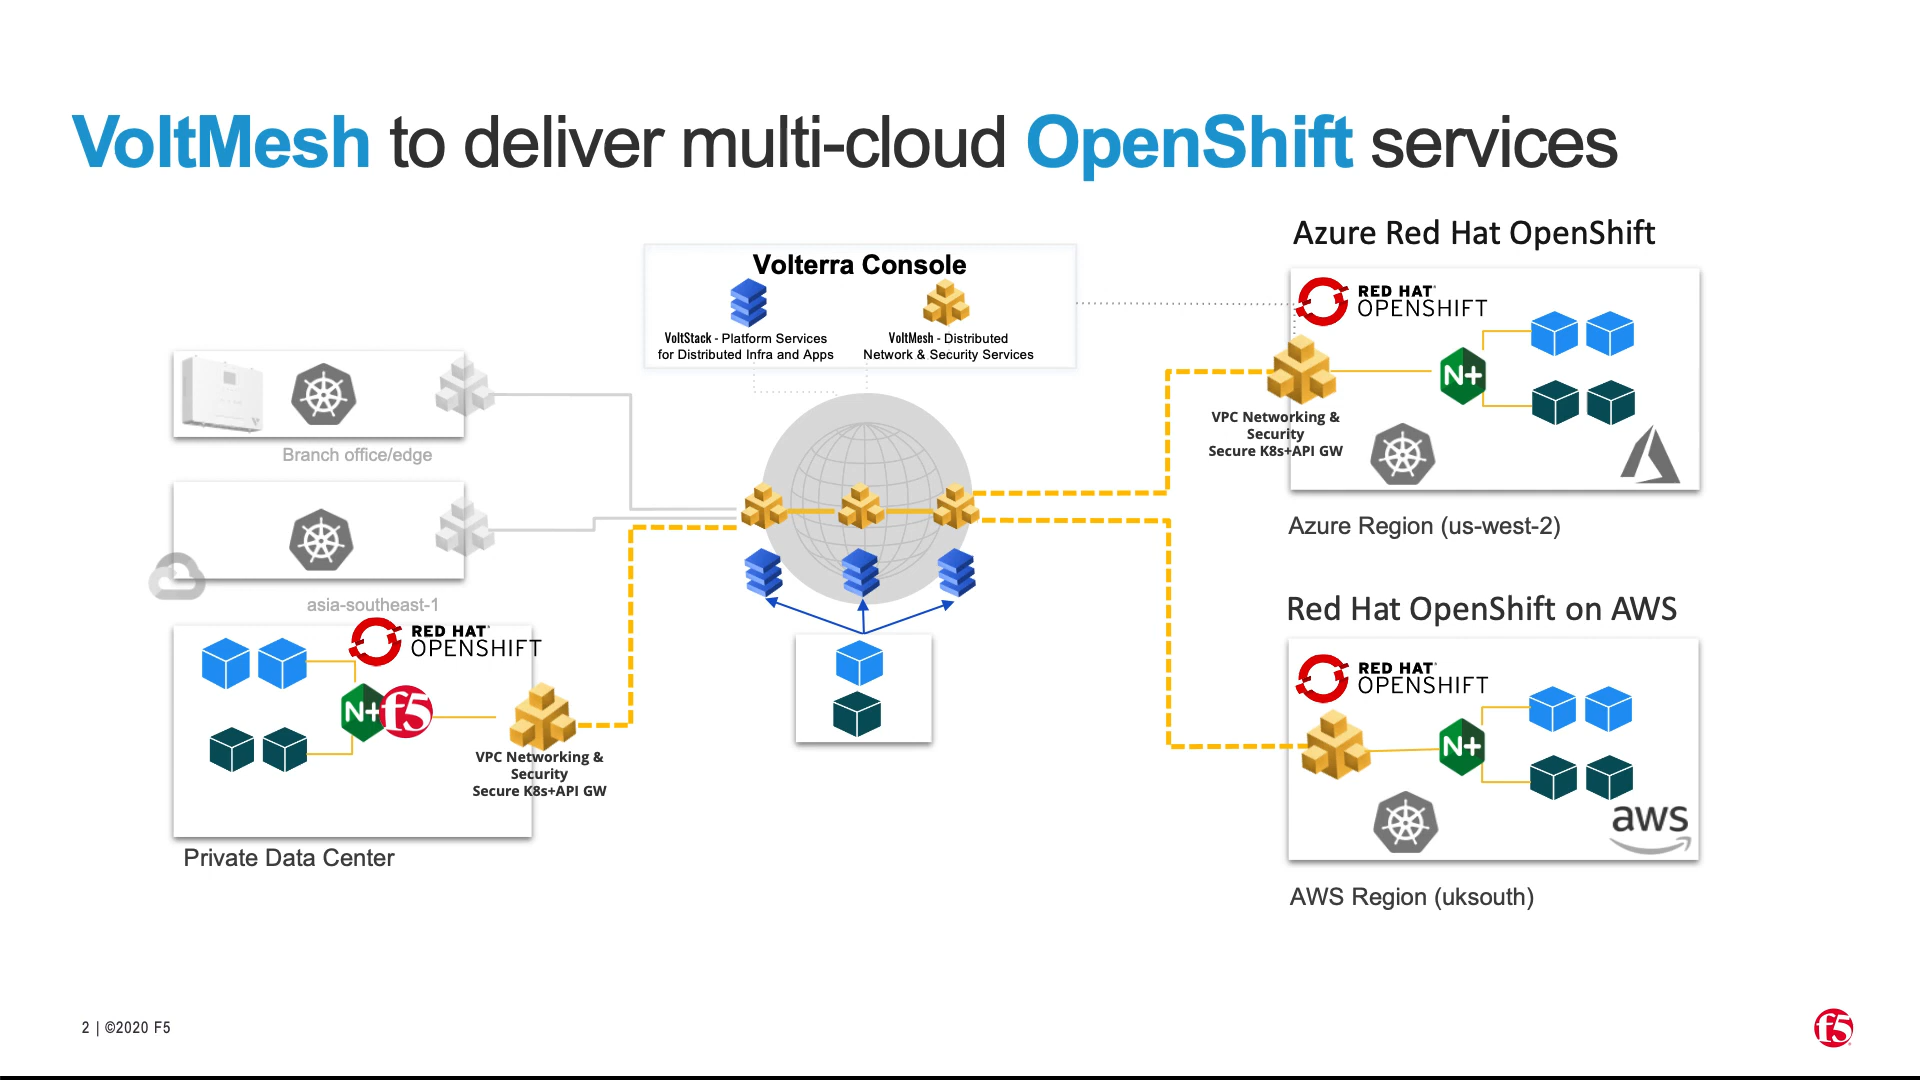 VoltMesh to deliver multi-cloud OpenShift services
Volterra Console
VoltStack - Platform Services
for Distributed Infra and Apps
VoltMesh - Distributed
Network & Security Services
Branch office/edge
asia-southeast-1
RED HAT
OPENSHIFT
N+
f5
VPC Networking &
Security
Secure K8s+API GW
Private Data Center
Azure Red Hat OpenShift
RED HAT
OPENSHIFT
N+
VPC Networking &
Security
Secure K8s+API GW
Azure Region (us-west-2)
Red Hat OpenShift on AWS
RED HAT
OPENSHIFT
N+
aws
AWS Region (uksouth)
2 | ©2020 F5
f5